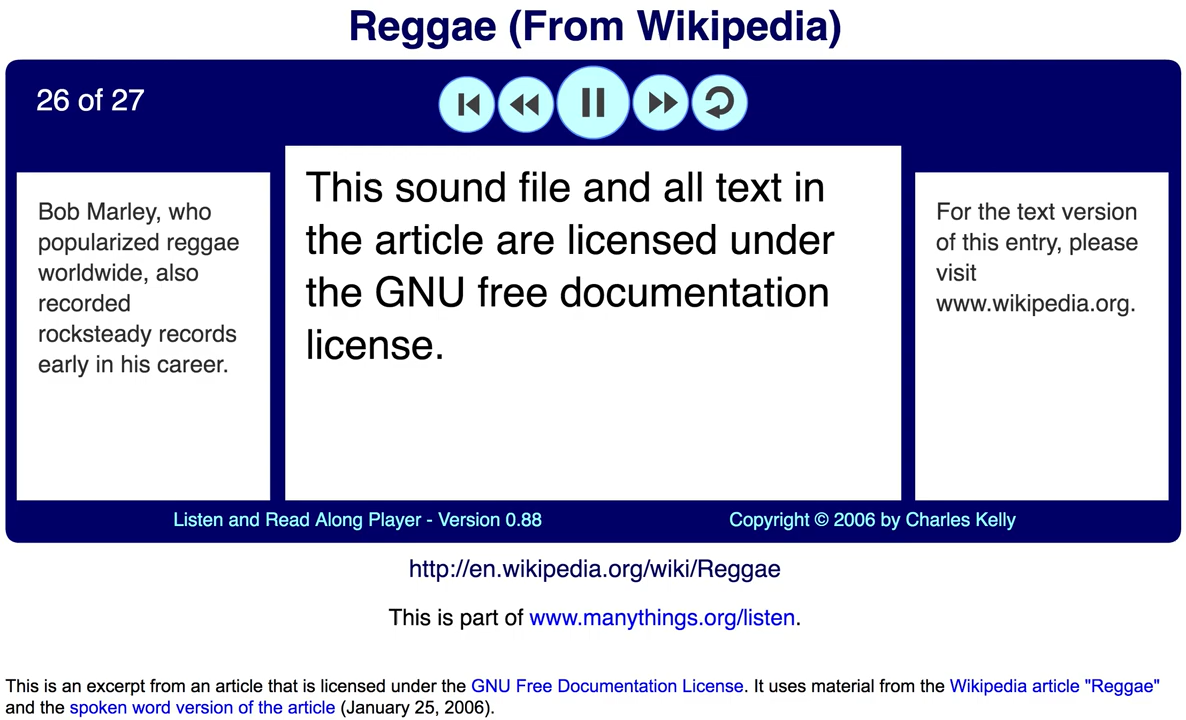 Reggae (From Wikipedia)
26 of 27
Bob Marley, who
popularized reggae
worldwide, also
recorded
rocksteady records
early in his career.
This sound file and all text in
the article are licensed under
the GNU free documentation
license.
For the text version
of this entry, please
visit
www.wikipedia.org.
Listen and Read Along Player - Version 0.88
Copyright © 2006 by Charles Kelly
http://en.wikipedia.org/wiki/Reggae
This is part of www.manythings.org/listen.
This is an excerpt from an article that is licensed under the GNU Free Documentation License. It uses material from the Wikipedia article "Reggae"
and the spoken word version of the article (January 25, 2006).